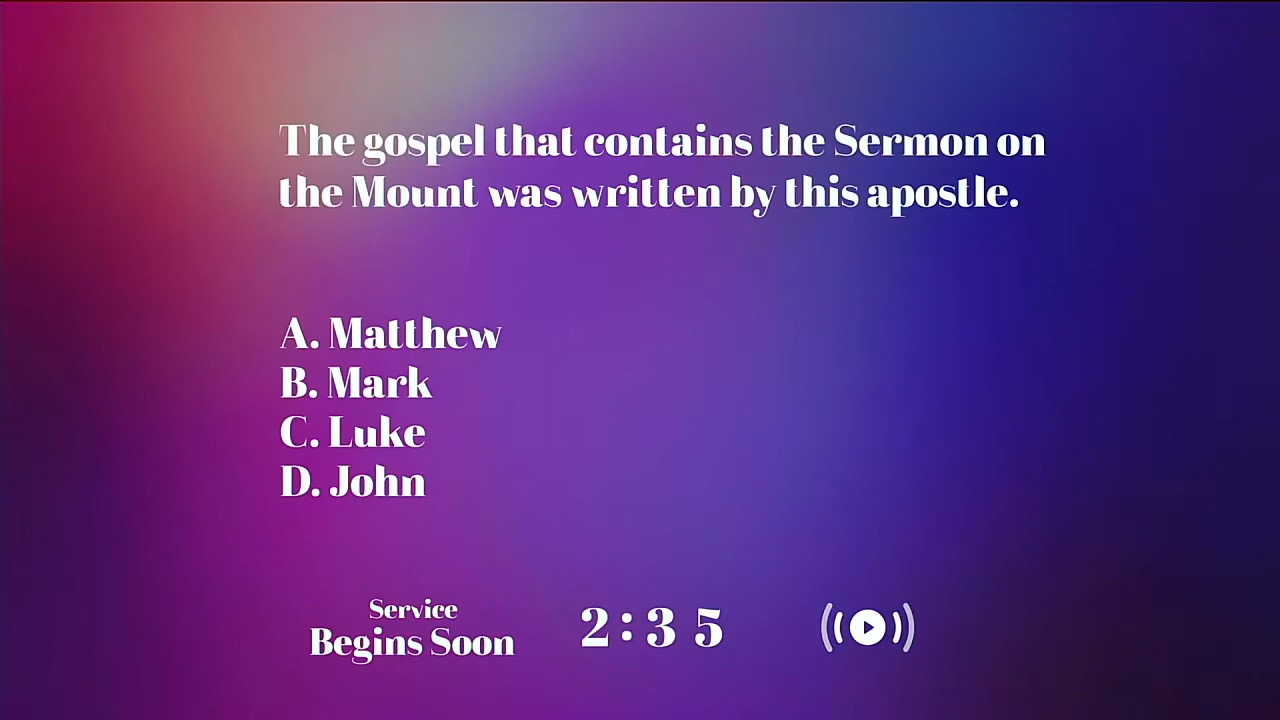 The gospel that contains the Sermon on
the Mount was written by this apostle.
A. Matthew
B. Mark
C. Luke
D. John
Service
Begins Soon
2:35